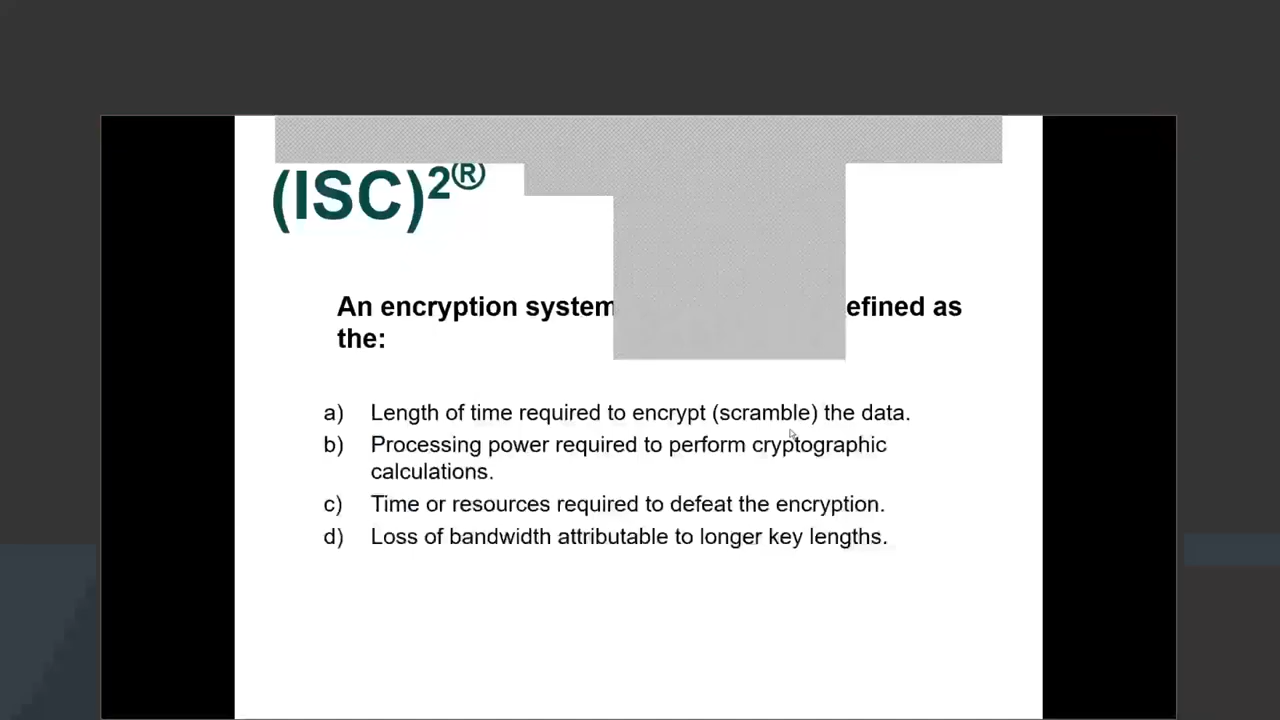 (ISC)2®
An encryption system efined as
the:
a) Length of time required to encrypt (scramble) the data.
b) Processing power required to perform cryptographic
calculations.
c) Time or resources required to defeat the encryption.
d) Loss of bandwidth attributable to longer key lengths.